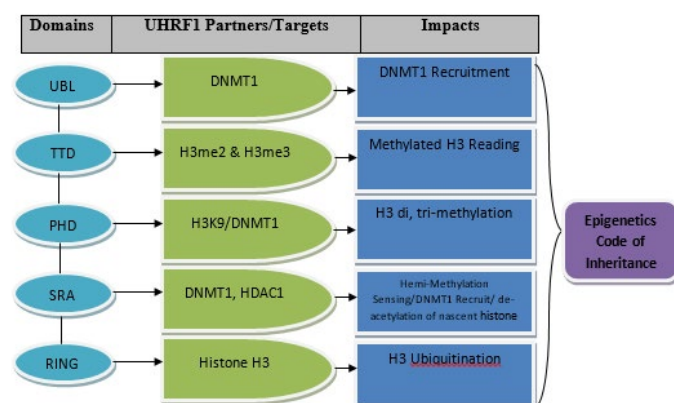 Domains UHRF1 Partners/Targets Impacts
UBL DNMT1 DNMT1 Recruitment
TTD H3me2 & H3me3 Methylated H3 Reading
PHD H3K9/DNMT1 H3 di, tri-methylation
Epigenetics
Code of
Inheritance
SRA DNMT1, HDAC1 Hemi-Methylation
Sensing/DNMT1 Recruit/ de-
acetylation of nascent histone
RING Histone H3 H3 Ubiquitination